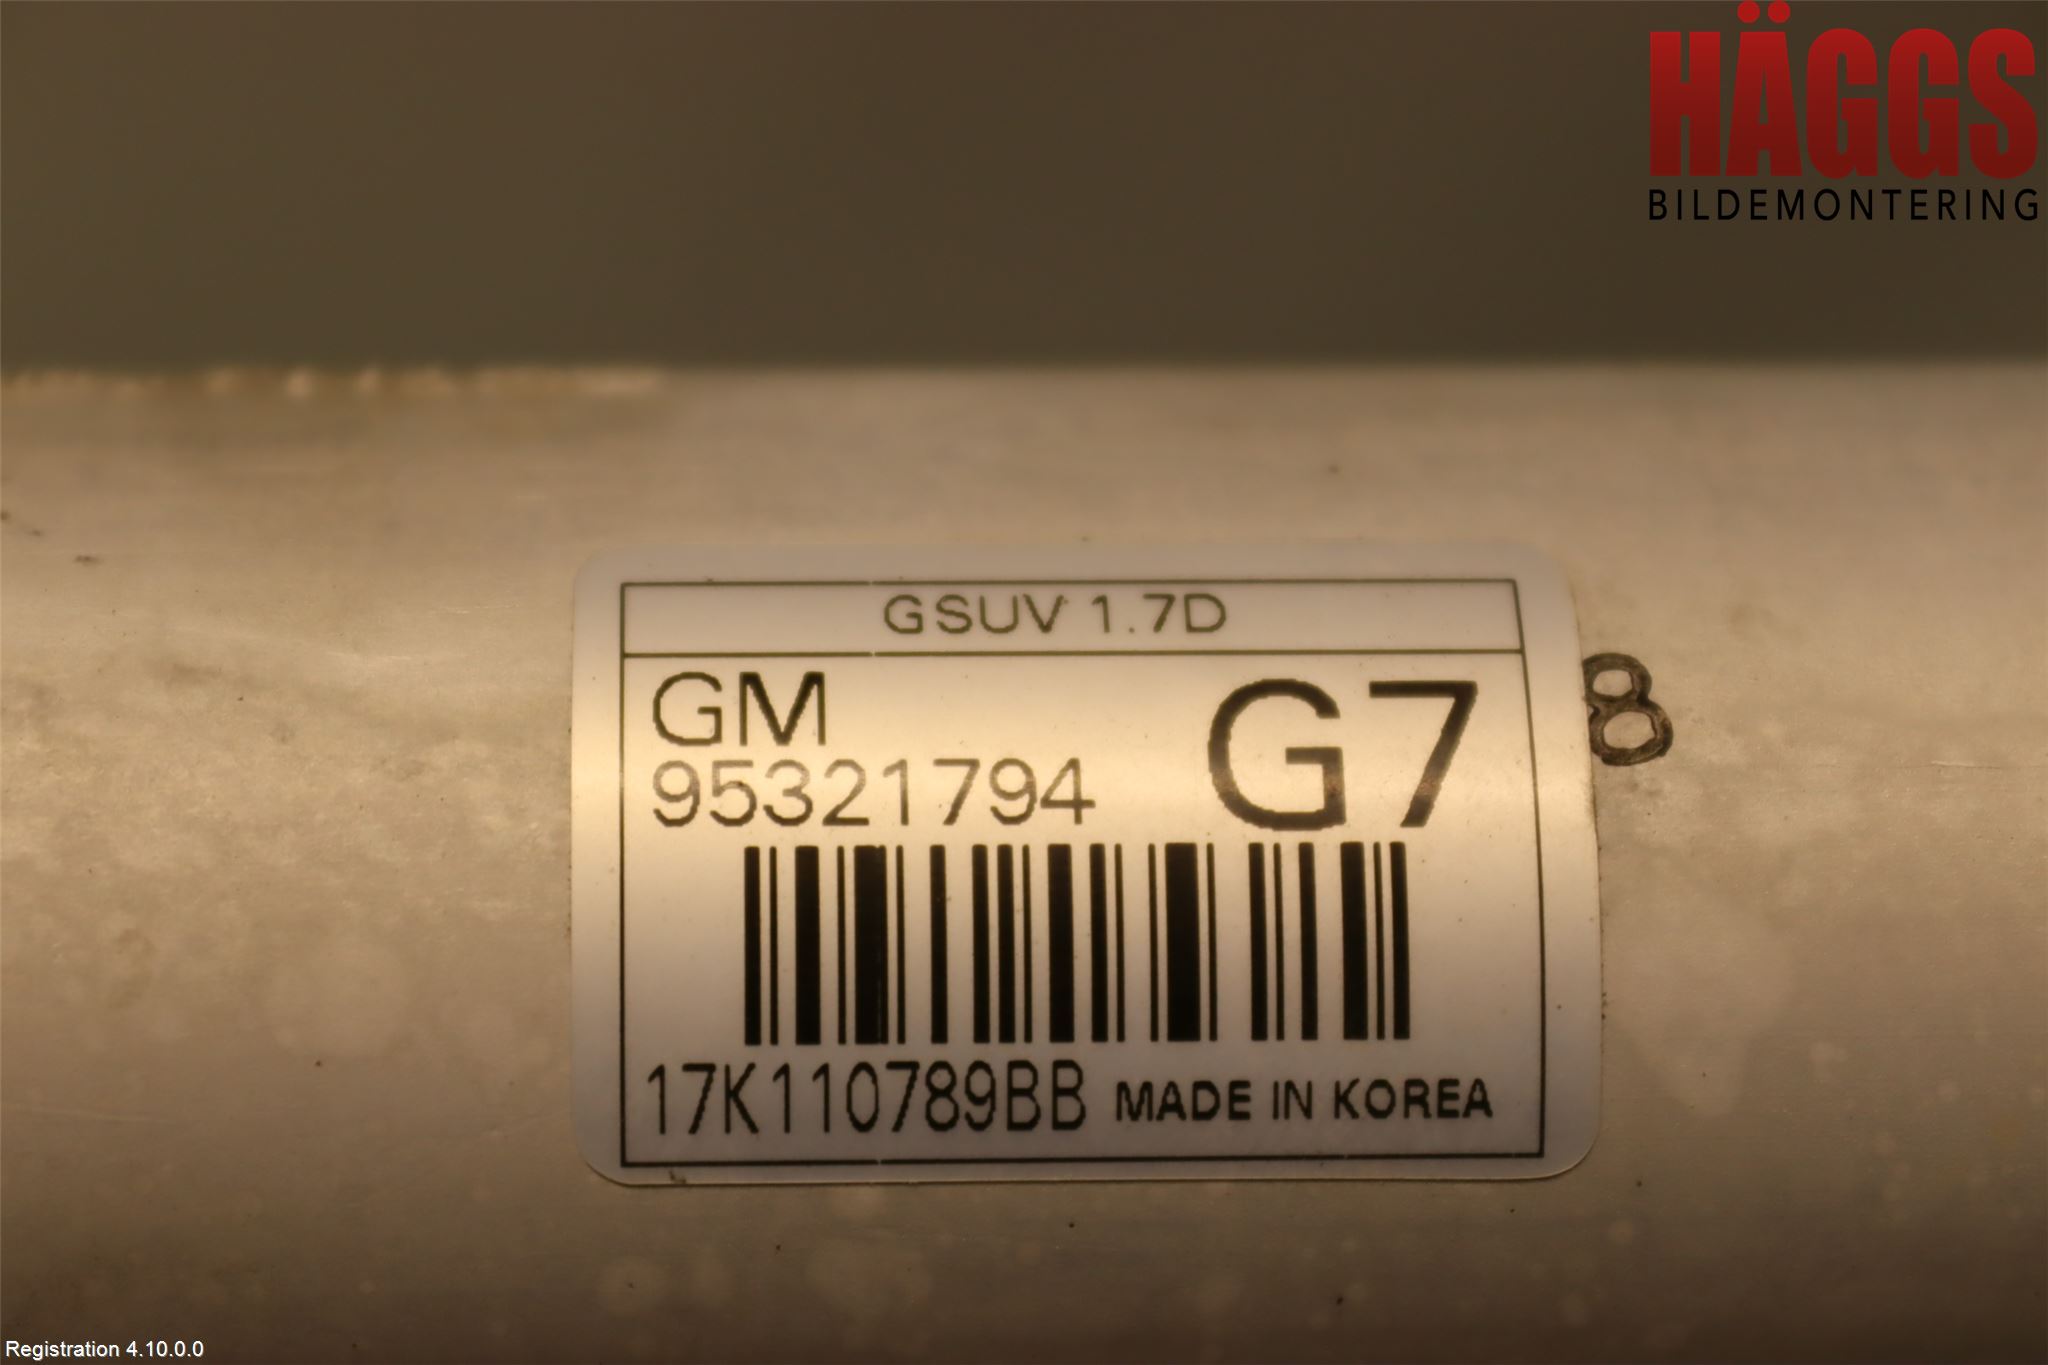 HÄGGS
BILDEMONTERING
GSUV 1.7D
GM
G7
95321794
8
17K110789BB MADE IN KOREA
Registration 4.10.0.0